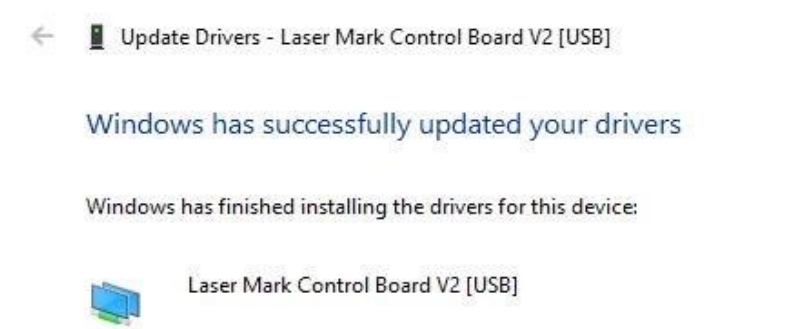 Update Drivers - Laser Mark Control Board V2 [USB]
Windows has successfully updated your drivers
Windows has finished installing the drivers for this device:
Laser Mark Control Board V2 [USB]